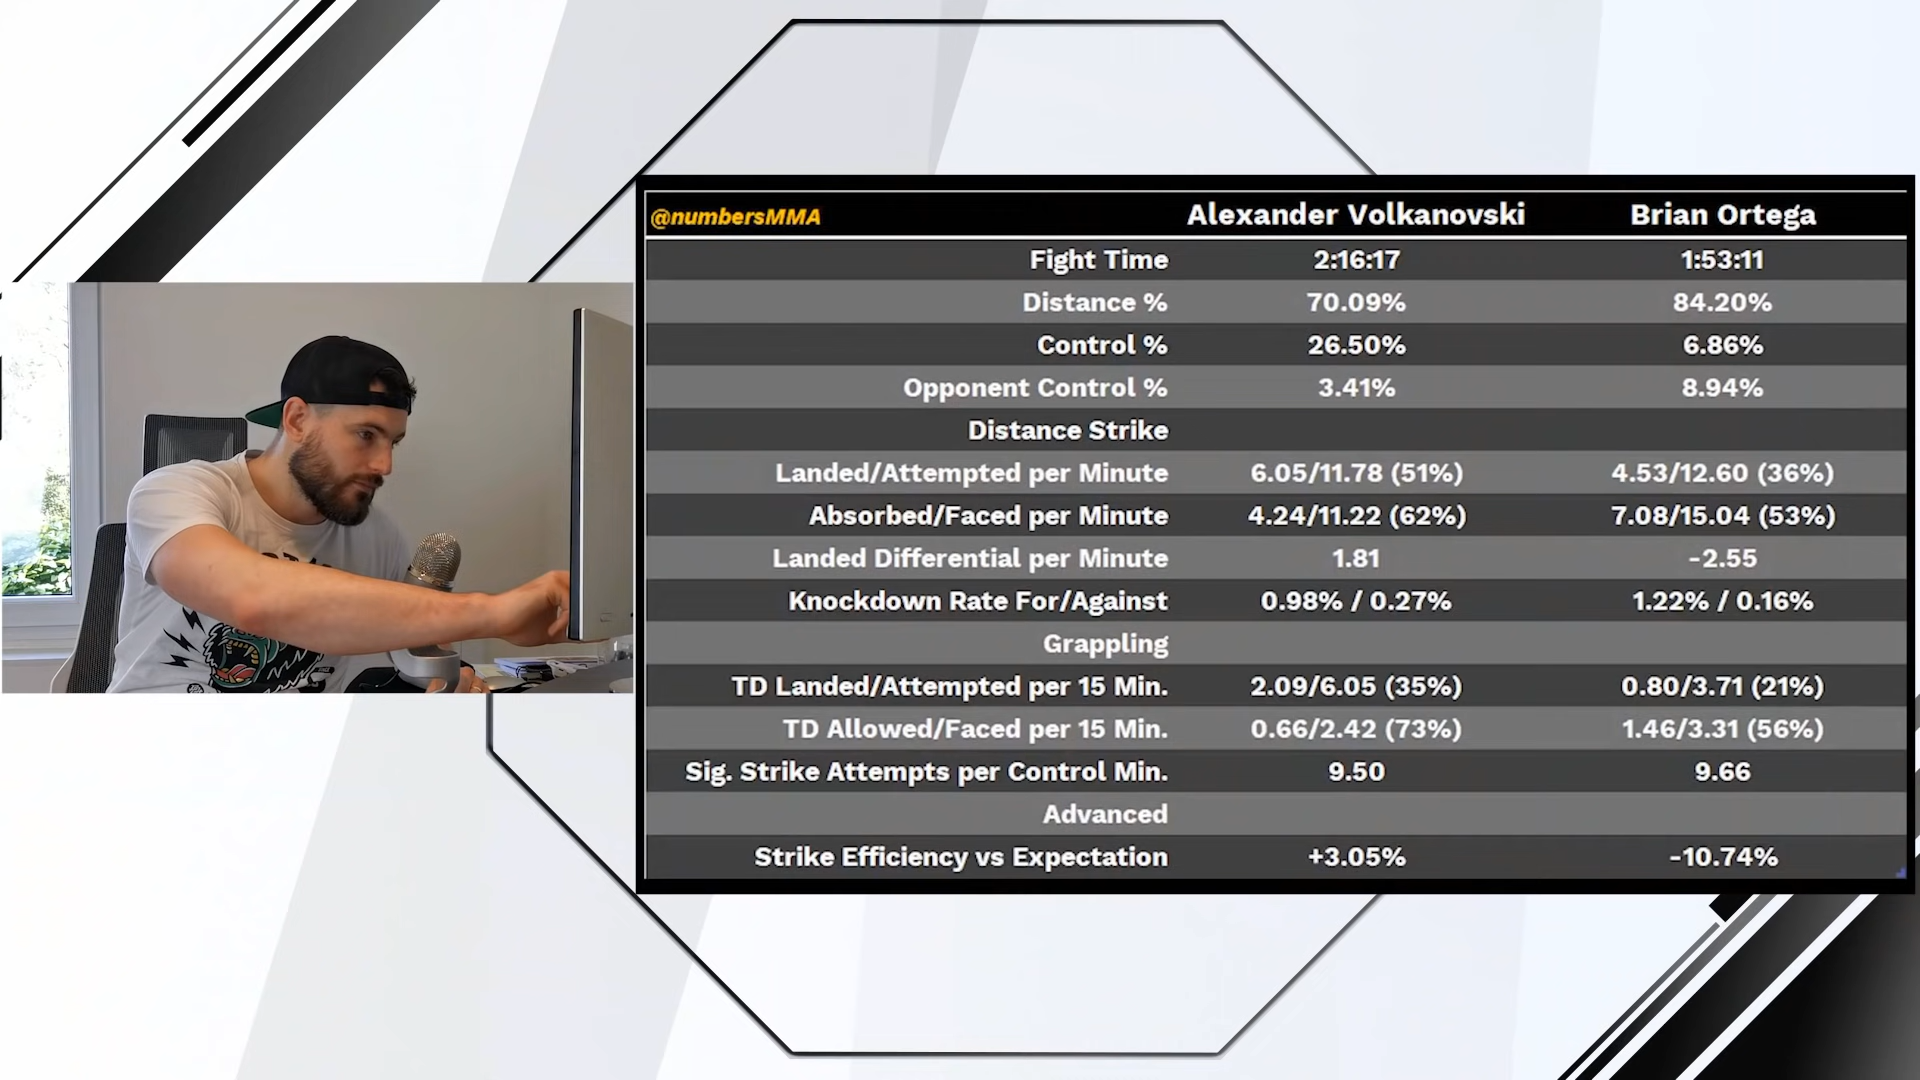 @numbersMMA Alexander Volkanovski Brian Ortega
Fight Time 2:16:17 1:53:11
Distance % 70.09% 84.20%
Control % 26.50% 6.86%
Opponent Control % 3.41% 8.94%
Distance Strike
Landed/Attempted per Minute 6.05/11.78 (51%) 4.53/12.60 (36%)
Absorbed/Faced per Minute 4.24/11.22 (62%) 7.08/15.04 (53%)
Landed Differential per Minute 1.81 -2.55
Knockdown Rate For/Against 0.98% / 0.27% 1.22% / 0.16%
Grappling
TD Landed/Attempted per 15 Min. 2.09/6.05 (35%) 0.80/3.71 (21%)
TD Allowed/Faced per 15 Min. 0.66/2.42 (73%) 1.46/3.31 (56%)
Sig. Strike Attempts per Control Min. 9.50 9.66
Advanced
Strike Efficiency vs Expectation +3.05% -10.74%